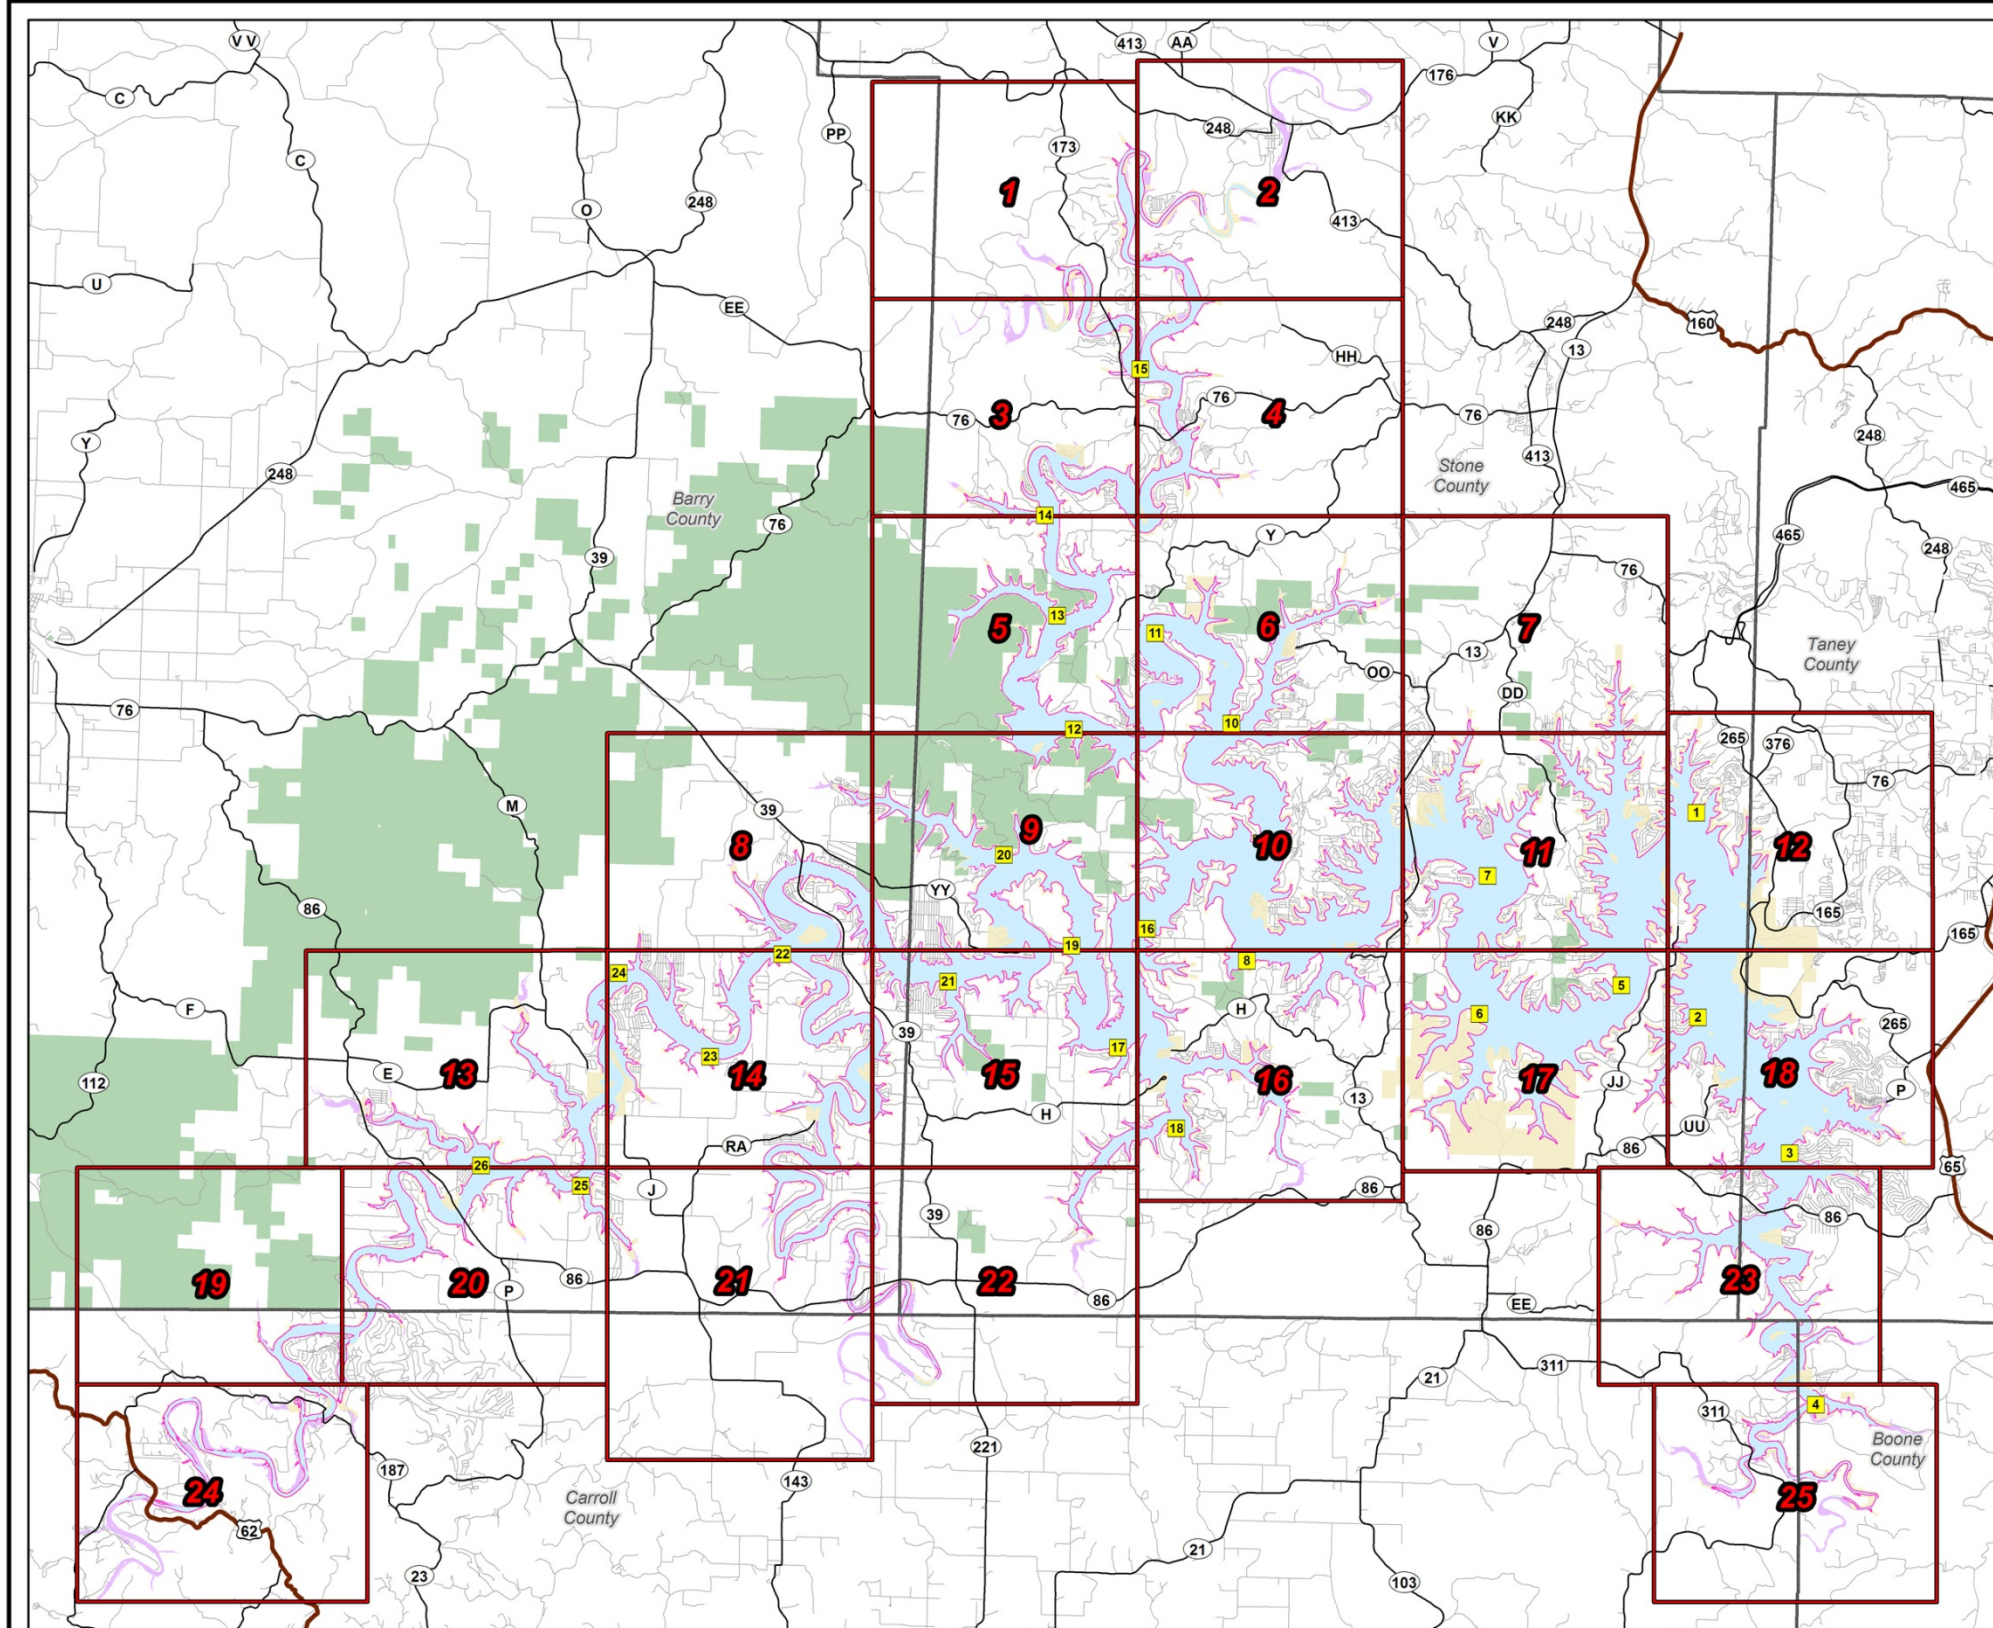 V V
413
AA
V
176
C
KK
248
PP
173
C
1
2
248
O
413
U
EE
248
160
13
HH
15
76
3
76
4
76
Y
248
413
Stone
County
248
465
Barry
County
14
76
Y
465
39
248
76
13
5
11
6
7
13
Taney
County
OO
DD
76
10
12
265
376
76
M
39
1
8
9
10
11
12
20
7
YY
86
165
16
165
19
22
8
24
21
5
F
H
6
2
39
265
17
23
E
13
14
15
16
17
18
112
JJ
P
13
H
18
UU
RA
86
3
26
65
25
J
86
39
86
86
19
20
21
22
23
86
P
86
EE
311
21
4
311
Boone
County
221
187
143
24
Carroll
County
25
62
21
23
103